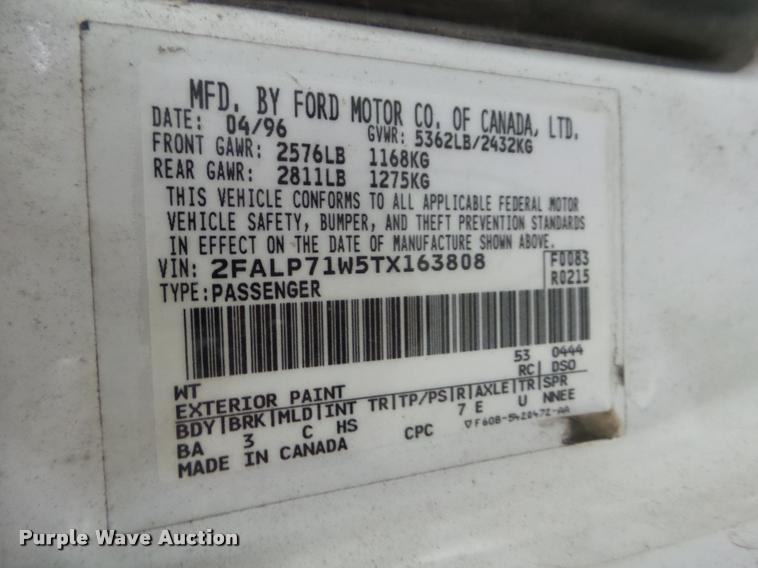 MFD. BY FORD MOTOR CO. OF CANADA, LTD.
DATE: 04/96 GVWR: 5362LB/2432KG
FRONT GAWR: 2576LB 1168KG
REAR GAWR: 2811LB 1275KG
THIS VEHICLE CONFORMS TO ALL APPLICABLE FEDERAL MOTOR
VEHICLE SAFETY, BUMPER, AND THEFT PREVENTION STANDARDS
IN EFFECT ON THE DATE OF MANUFACTURE SHOWN ABOVE.
VIN: 2FALP71W5TX163808 F0083
TYPE: PASSENGER R0215
53 0444
WT RC DSO
EXTERIOR PAINT
BDY BRK MLD INT TR TP/PS R AXLE TR SPR
BA 3 C HS CPC 7 E U NNEE
MADE IN CANADA ▽F60B-5420472-AA
Purple Wave Auction